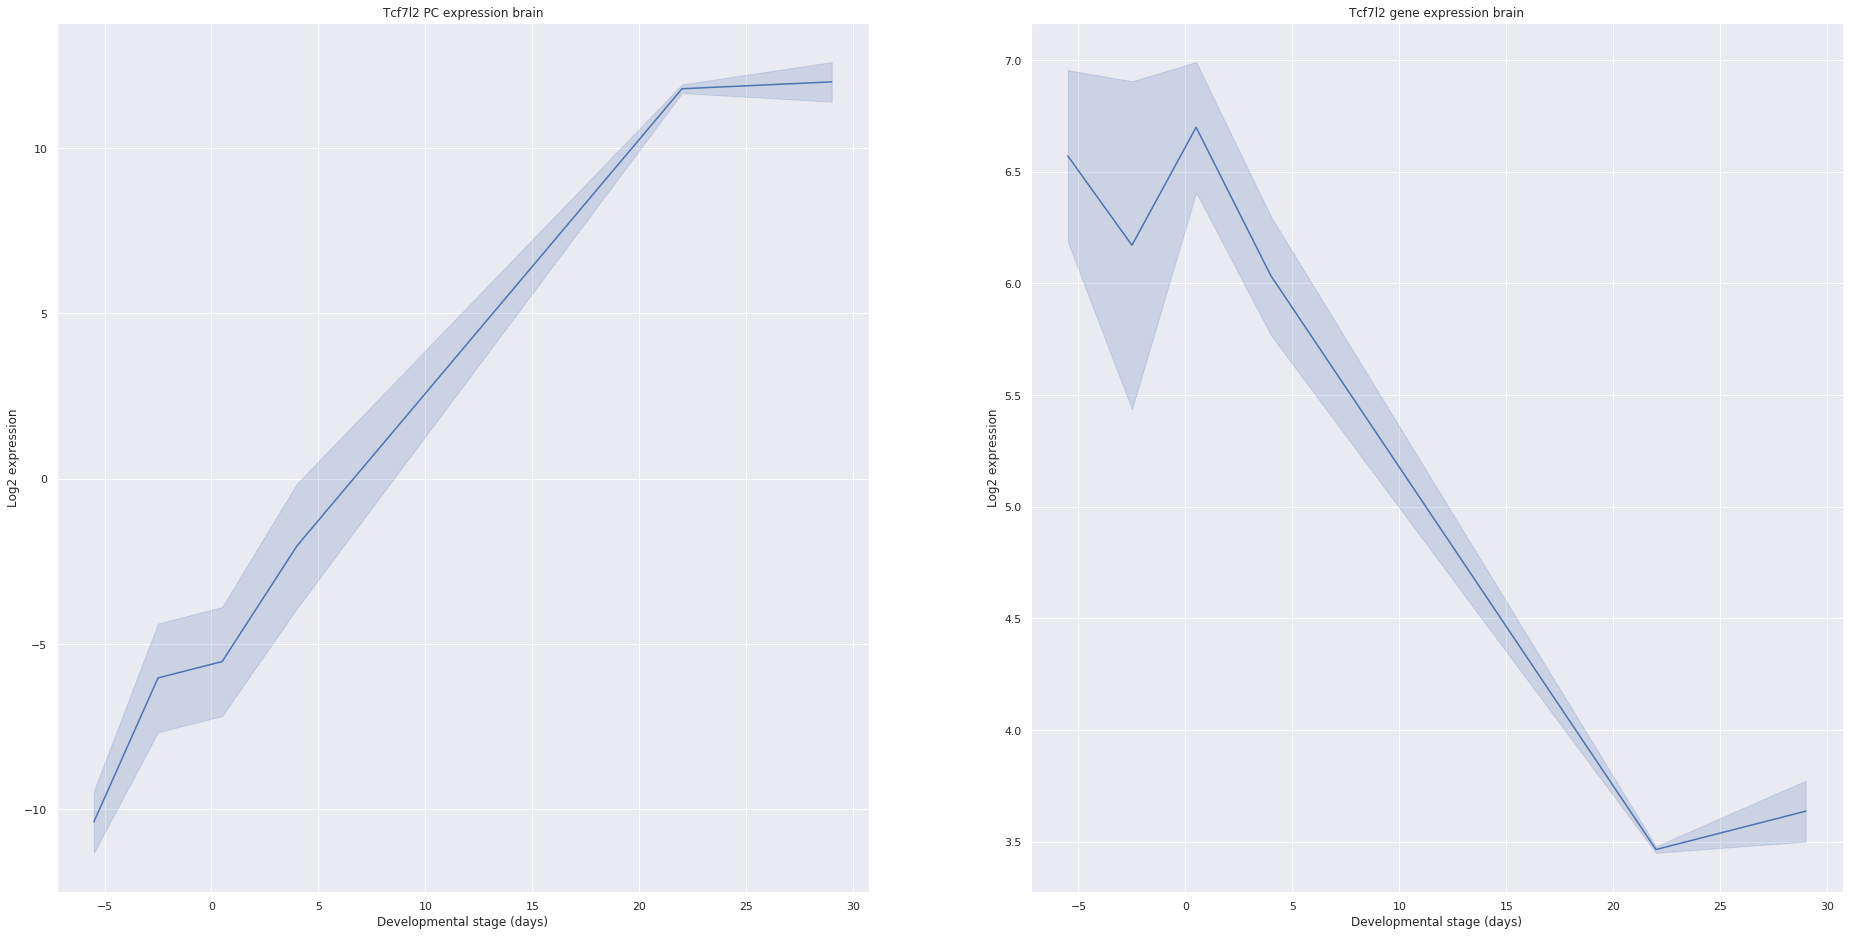 Tcf7l2 PC expression brain
Log2 expression
10
5
0
−5
−10
−5 0 5 10 15 20 25 30
Developmental stage (days)
Tcf7l2 gene expression brain
Log2 expression
7.0
6.5
6.0
5.5
5.0
4.5
4.0
3.5
−5 0 5 10 15 20 25 30
Developmental stage (days)